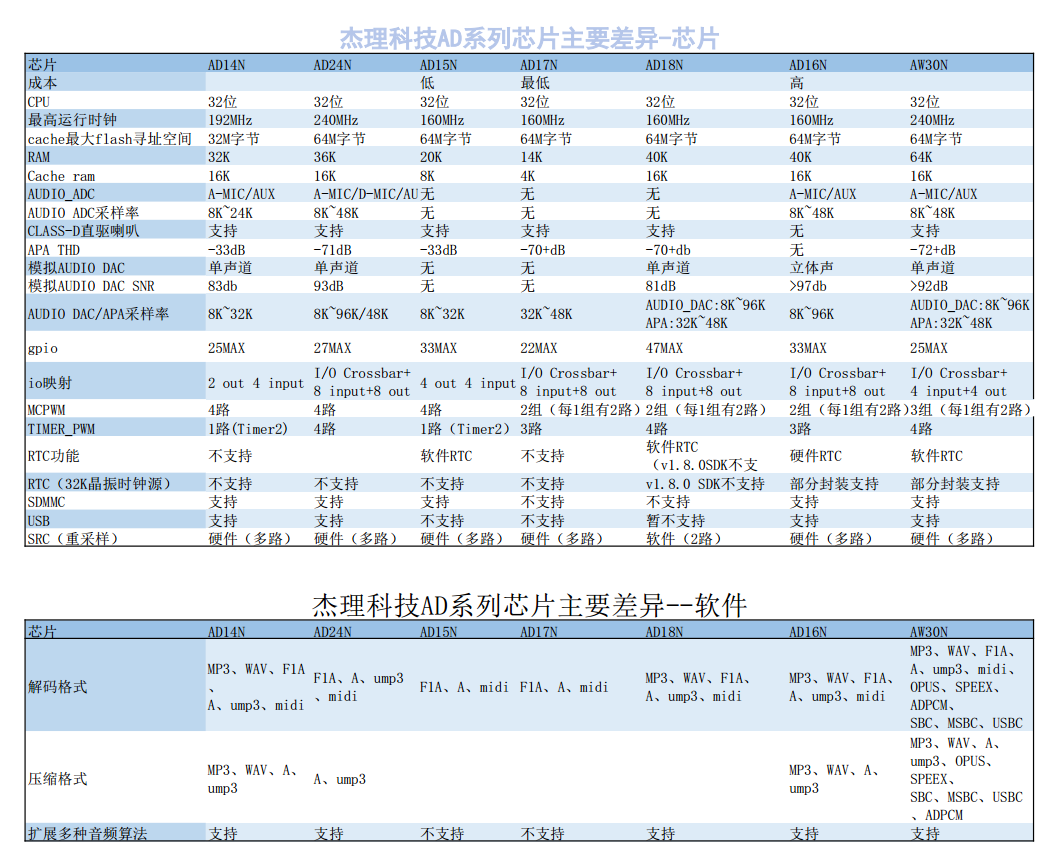 杰理科技AD系列芯片主要差异-芯片
芯片 AD14N AD24N AD15N AD17N AD18N AD16N AW30N
成本 低 最低 高
CPU 32位 32位 32位 32位 32位 32位 32位
最高运行时钟 192MHz 240MHz 160MHz 160MHz 160MHz 160MHz 240MHz
cache最大flash寻址空间 32M字节 64M字节 64M字节 64M字节 64M字节 64M字节 64M字节
RAM 32K 36K 20K 14K 40K 40K 64K
Cache ram 16K 16K 8K 4K 16K 16K 16K
AUDIO_ADC A-MIC/AUX A-MIC/D-MIC/AU 无 无 无 A-MIC/AUX A-MIC/AUX
AUDIO ADC采样率 8K~24K 8K~48K 无 无 无 8K~48K 8K~48K
CLASS-D直驱喇叭 支持 支持 支持 支持 支持 无 支持
APA THD -33dB -71dB -33dB -70+dB -70+db 无 -72+dB
模拟AUDIO DAC 单声道 单声道 无 无 单声道 立体声 单声道
模拟AUDIO DAC SNR 83db 93dB 无 无 81dB >97db >92dB
AUDIO DAC/APA采样率 8K~32K 8K~96K/48K 8K~32K 32K~48K AUDIO_DAC:8K~96K 8K~96K AUDIO_DAC:8K~96K
APA:32K~48K APA:32K~48K
gpio 25MAX 27MAX 33MAX 22MAX 47MAX 33MAX 25MAX
io映射 2 out 4 input I/O Crossbar+ 4 out 4 input I/O Crossbar+ I/O Crossbar+ I/O Crossbar+ I/O Crossbar+
8 input+8 out 8 input+8 out 8 input+8 out 8 input+8 out 4 input+4 out
MCPWM 4路 4路 4路 2组（每1组有2路） 2组（每1组有2路） 2组（每1组有2路） 3组（每1组有2路）
TIMER_PWM 1路(Timer2) 4路 1路（Timer2） 3路 4路 3路 4路
RTC功能 不支持 软件RTC 不支持 软件RTC 硬件RTC 软件RTC
（v1.8.0SDK不支
RTC（32K晶振时钟源） 不支持 不支持 不支持 不支持 v1.8.0 SDK不支持 部分封装支持 部分封装支持
SDMMC 支持 支持 支持 不支持 不支持 支持 支持
USB 支持 支持 不支持 不支持 暂不支持 支持 支持
SRC（重采样） 硬件（多路） 硬件（多路） 硬件（多路） 硬件（多路） 软件（2路） 硬件（多路） 硬件（多路）
杰理科技AD系列芯片主要差异--软件
芯片 AD14N AD24N AD15N AD17N AD18N AD16N AW30N
解码格式 MP3、WAV、F1A
、
A、ump3、midi
F1A、A、ump3
、midi
F1A、A、midi F1A、A、midi
MP3、WAV、F1A、
A、ump3、midi
MP3、WAV、F1A、
A、ump3、midi
MP3、WAV、F1A、
A、ump3、midi、
OPUS、SPEEX、
ADPCM、
SBC、MSBC、USBC
压缩格式 MP3、WAV、A、
ump3
A、ump3
MP3、WAV、A、
ump3
MP3、WAV、A、
ump3、OPUS、
SPEEX、
SBC、MSBC、USBC
、ADPCM
扩展多种音频算法 支持 支持 不支持 不支持 支持 支持 支持